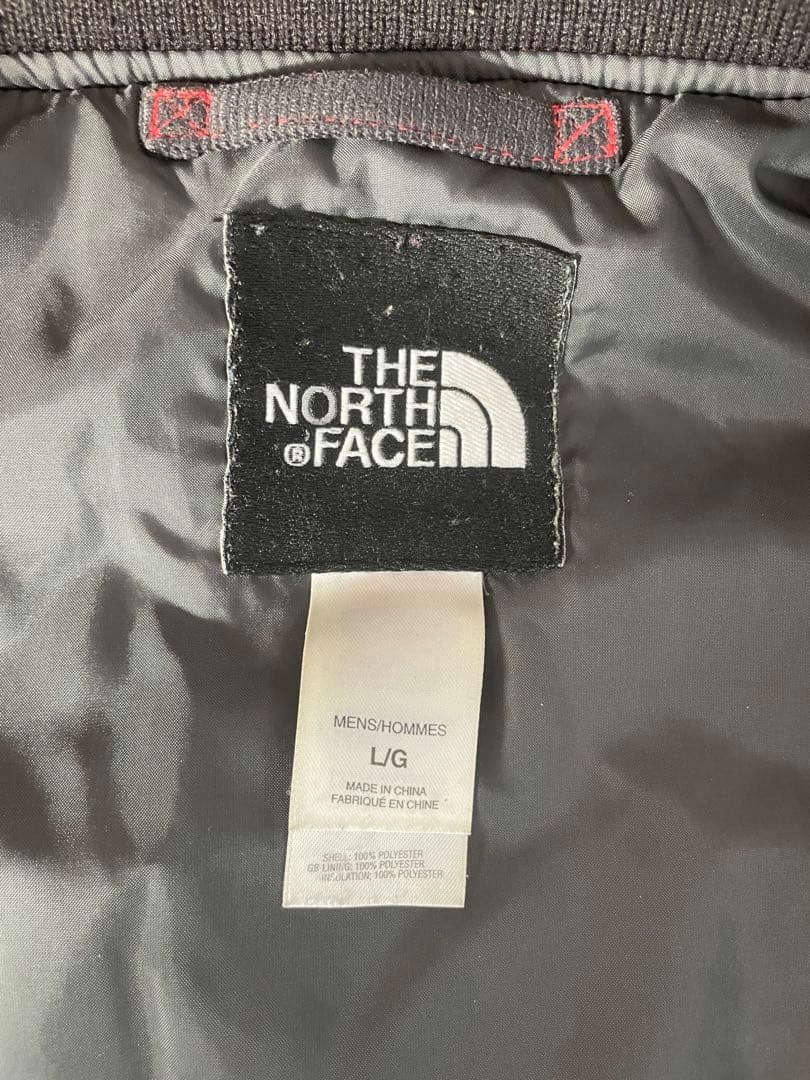 THE
NORTH
®FACE
MENS/HOMMES
L/G
MADE IN CHINA
FABRIQUÉ EN CHINE
SHELL: 100% POLYESTER
GB LINING: 100% POLYESTER
INSULATION: 100% POLYESTER